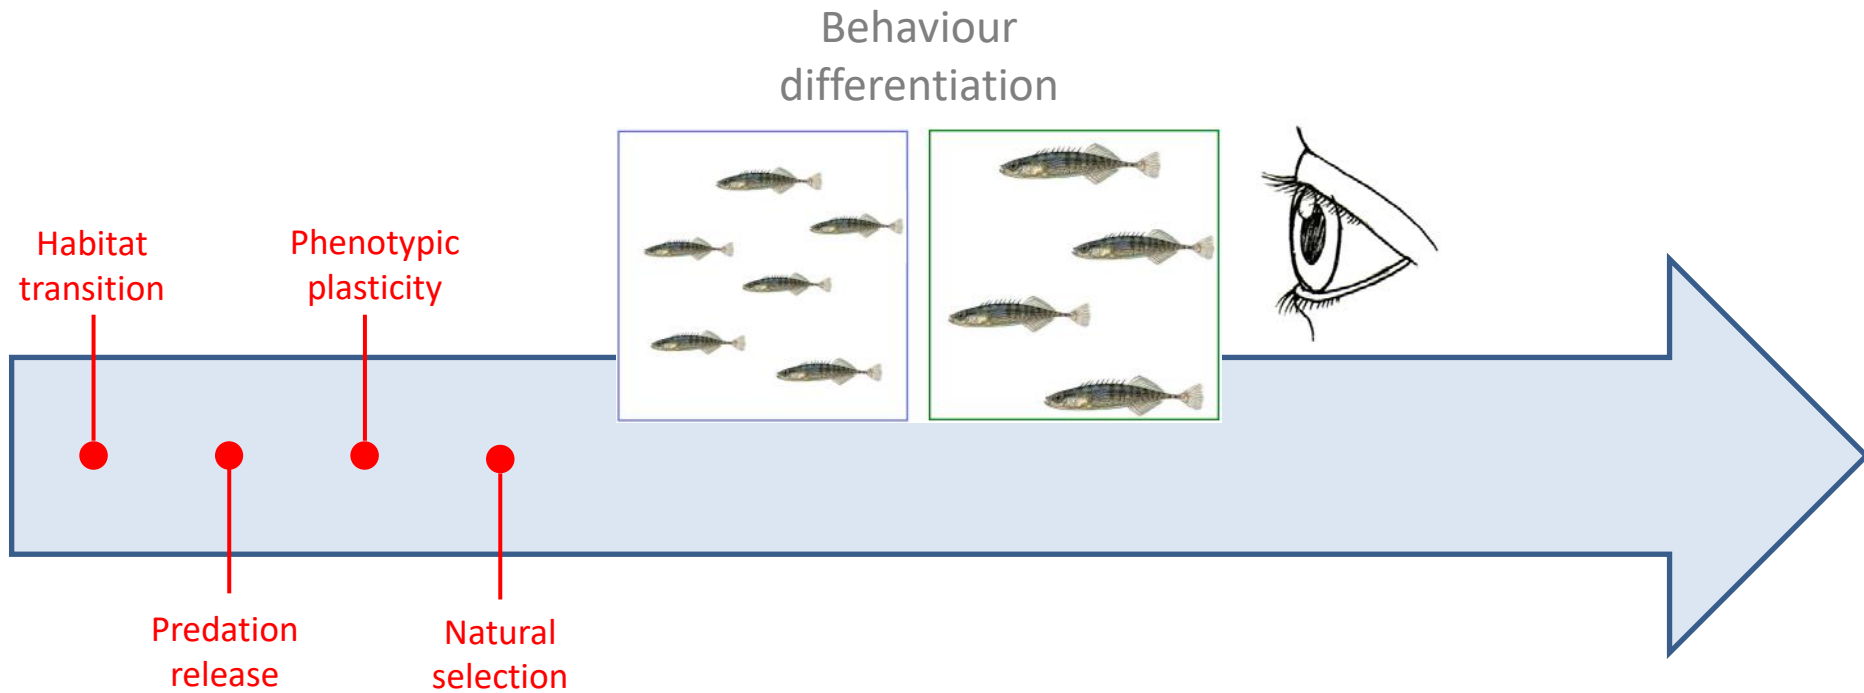 Behaviour
differentiation
Habitat
transition
Phenotypic
plasticity
Predation
release
Natural
selection